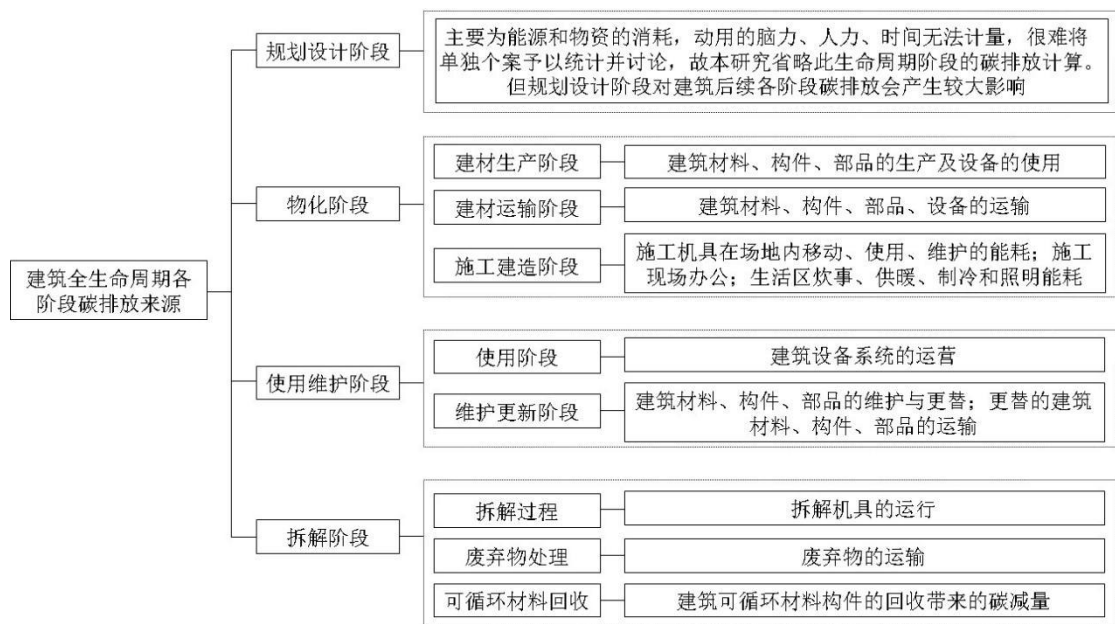 建筑全生命周期各
阶段碳排放来源
规划设计阶段
主要为能源和物资的消耗，动用的脑力、人力、时间无法计量，很难将
单独个案予以统计并讨论，故本研究省略此生命周期阶段的碳排放计算。
但规划设计阶段对建筑后续各阶段碳排放会产生较大影响
物化阶段
建材生产阶段
建筑材料、构件、部品的生产及设备的使用
建材运输阶段
建筑材料、构件、部品、设备的运输
施工建造阶段
施工机具在场地内移动、使用、维护的能耗；施工
现场办公；生活区炊事、供暖、制冷和照明能耗
使用维护阶段
使用阶段
建筑设备系统的运营
维护更新阶段
建筑材料、构件、部品的维护与更替；更替的建筑
材料、构件、部品的运输
拆解阶段
拆解过程
拆解机具的运行
废弃物处理
废弃物的运输
可循环材料回收
建筑可循环材料构件的回收带来的碳减量